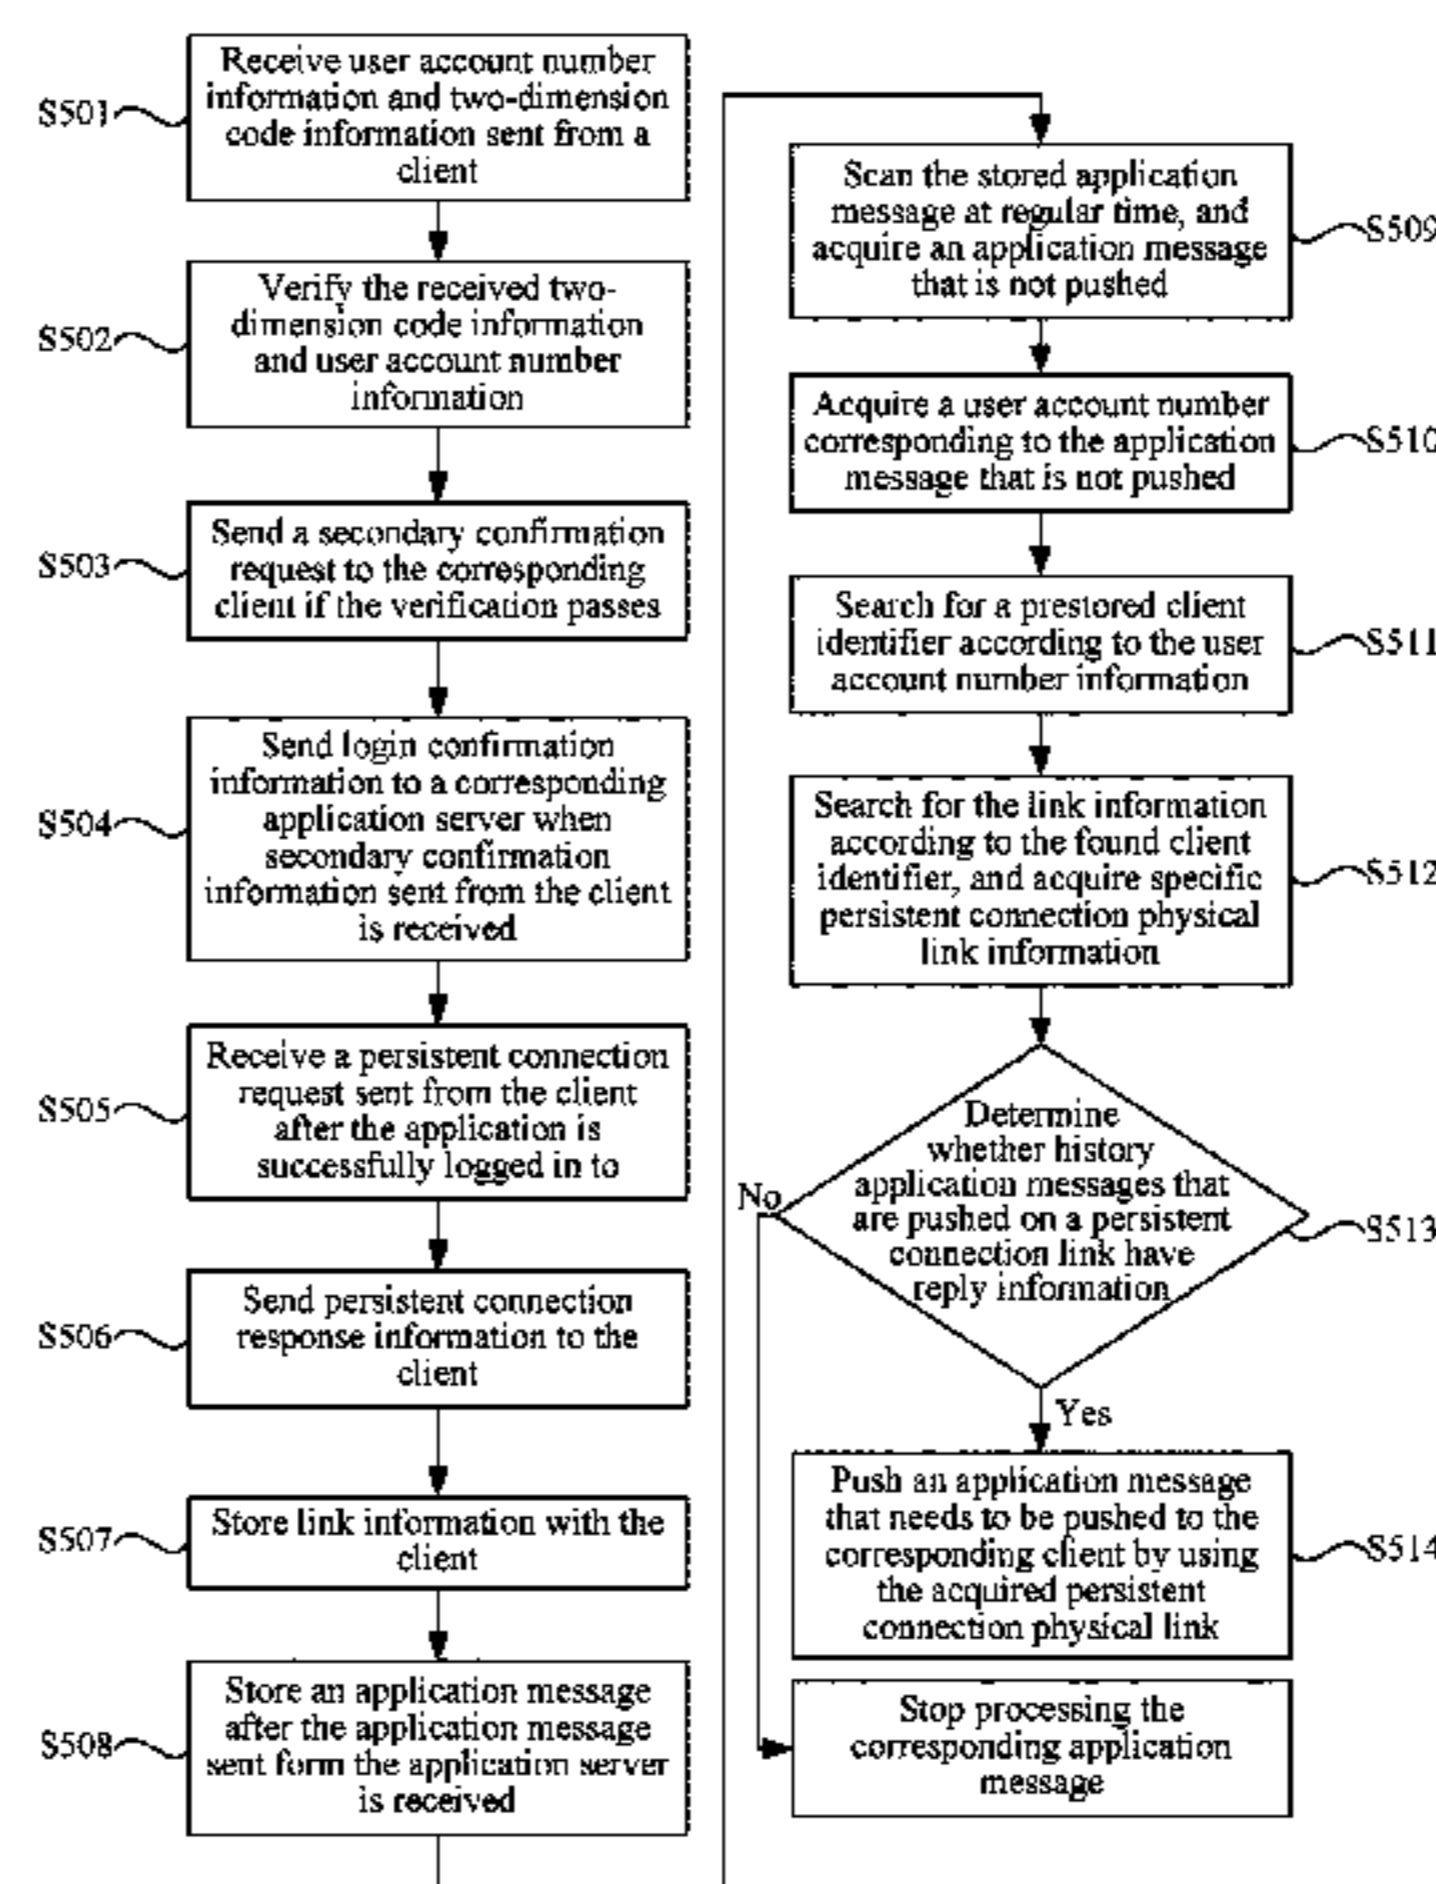 S501
Receive user account number
information and two-dimension
code information sent from a
client
S502
Verify the received two-
dimension code information
and user account number
information
S503
Send a secondary confirmation
request to the corresponding
client if the verification passes
S504
Send login confirmation
information to a corresponding
application server when
secondary confirmation
information sent from the client
is received
S505
Receive a persistent connection
request sent from the client
after the application is
successfully logged in to
S506
Send persistent connection
response information to the
client
S507
Store link information with the
client
S508
Store an application message
after the application message
sent form the application server
is received
Scan the stored application
message at regular time, and
acquire an application message
that is not pushed
S509
Acquire a user account number
corresponding to the application
message that is not pushed
S510
Search for a prestored client
identifier according to the user
account number information
S511
Search for the link information
according to the found client
identifier, and acquire specific
persistent connection physical
link information
S512
Determine
whether history
application messages that
are pushed on a persistent
connection link have
reply information
S513
No
Yes
Push an application message
that needs to be pushed to the
corresponding client by using
the acquired persistent
connection physical link
S514
Stop processing the
corresponding application
message